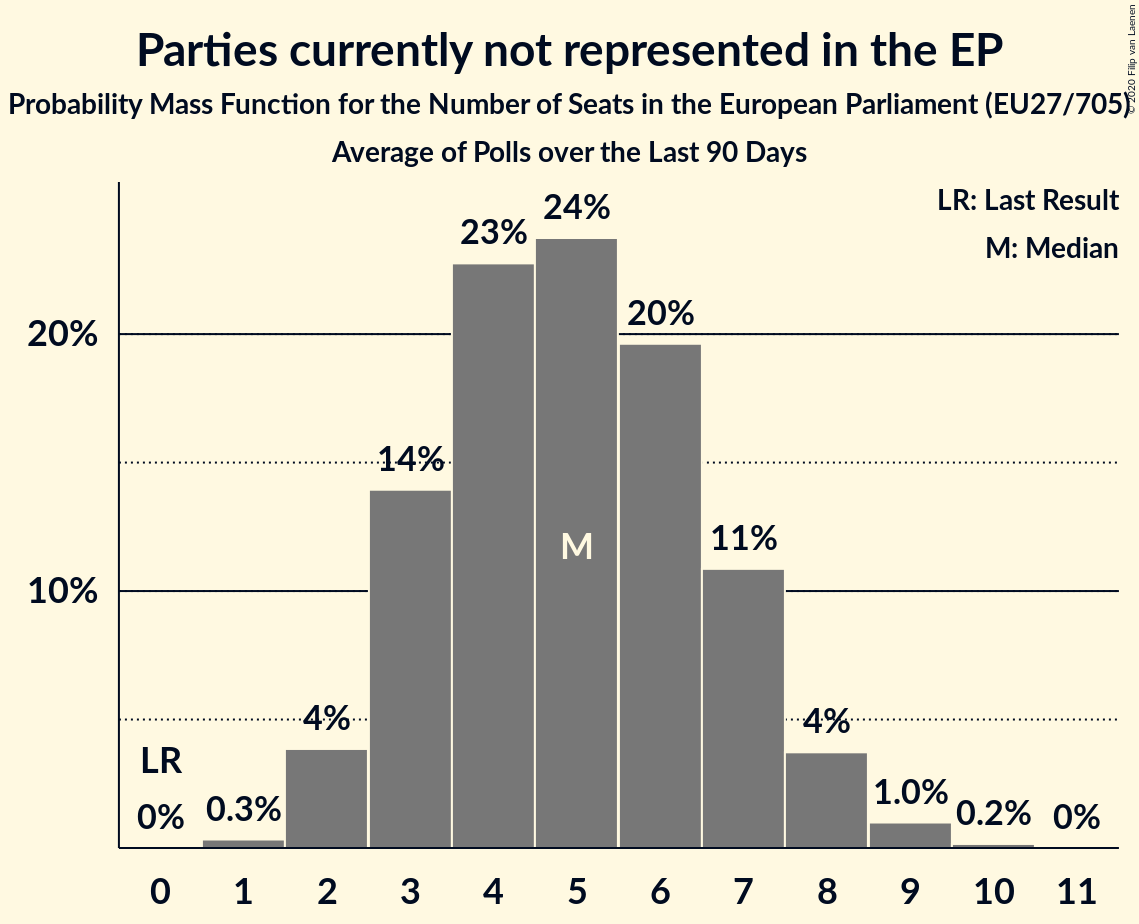 Parties currently not represented in the EP
Probability Mass Function for the Number of Seats in the European Parliament (EU27/705)
Average of Polls over the Last 90 Days
© 2020 Filip van Laenen
LR: Last Result
M: Median
20%
10%
LR
0%
0.3%
4%
14%
23%
24%
M
20%
11%
4%
1.0%
0.2%
0%
0 1 2 3 4 5 6 7 8 9 10 11